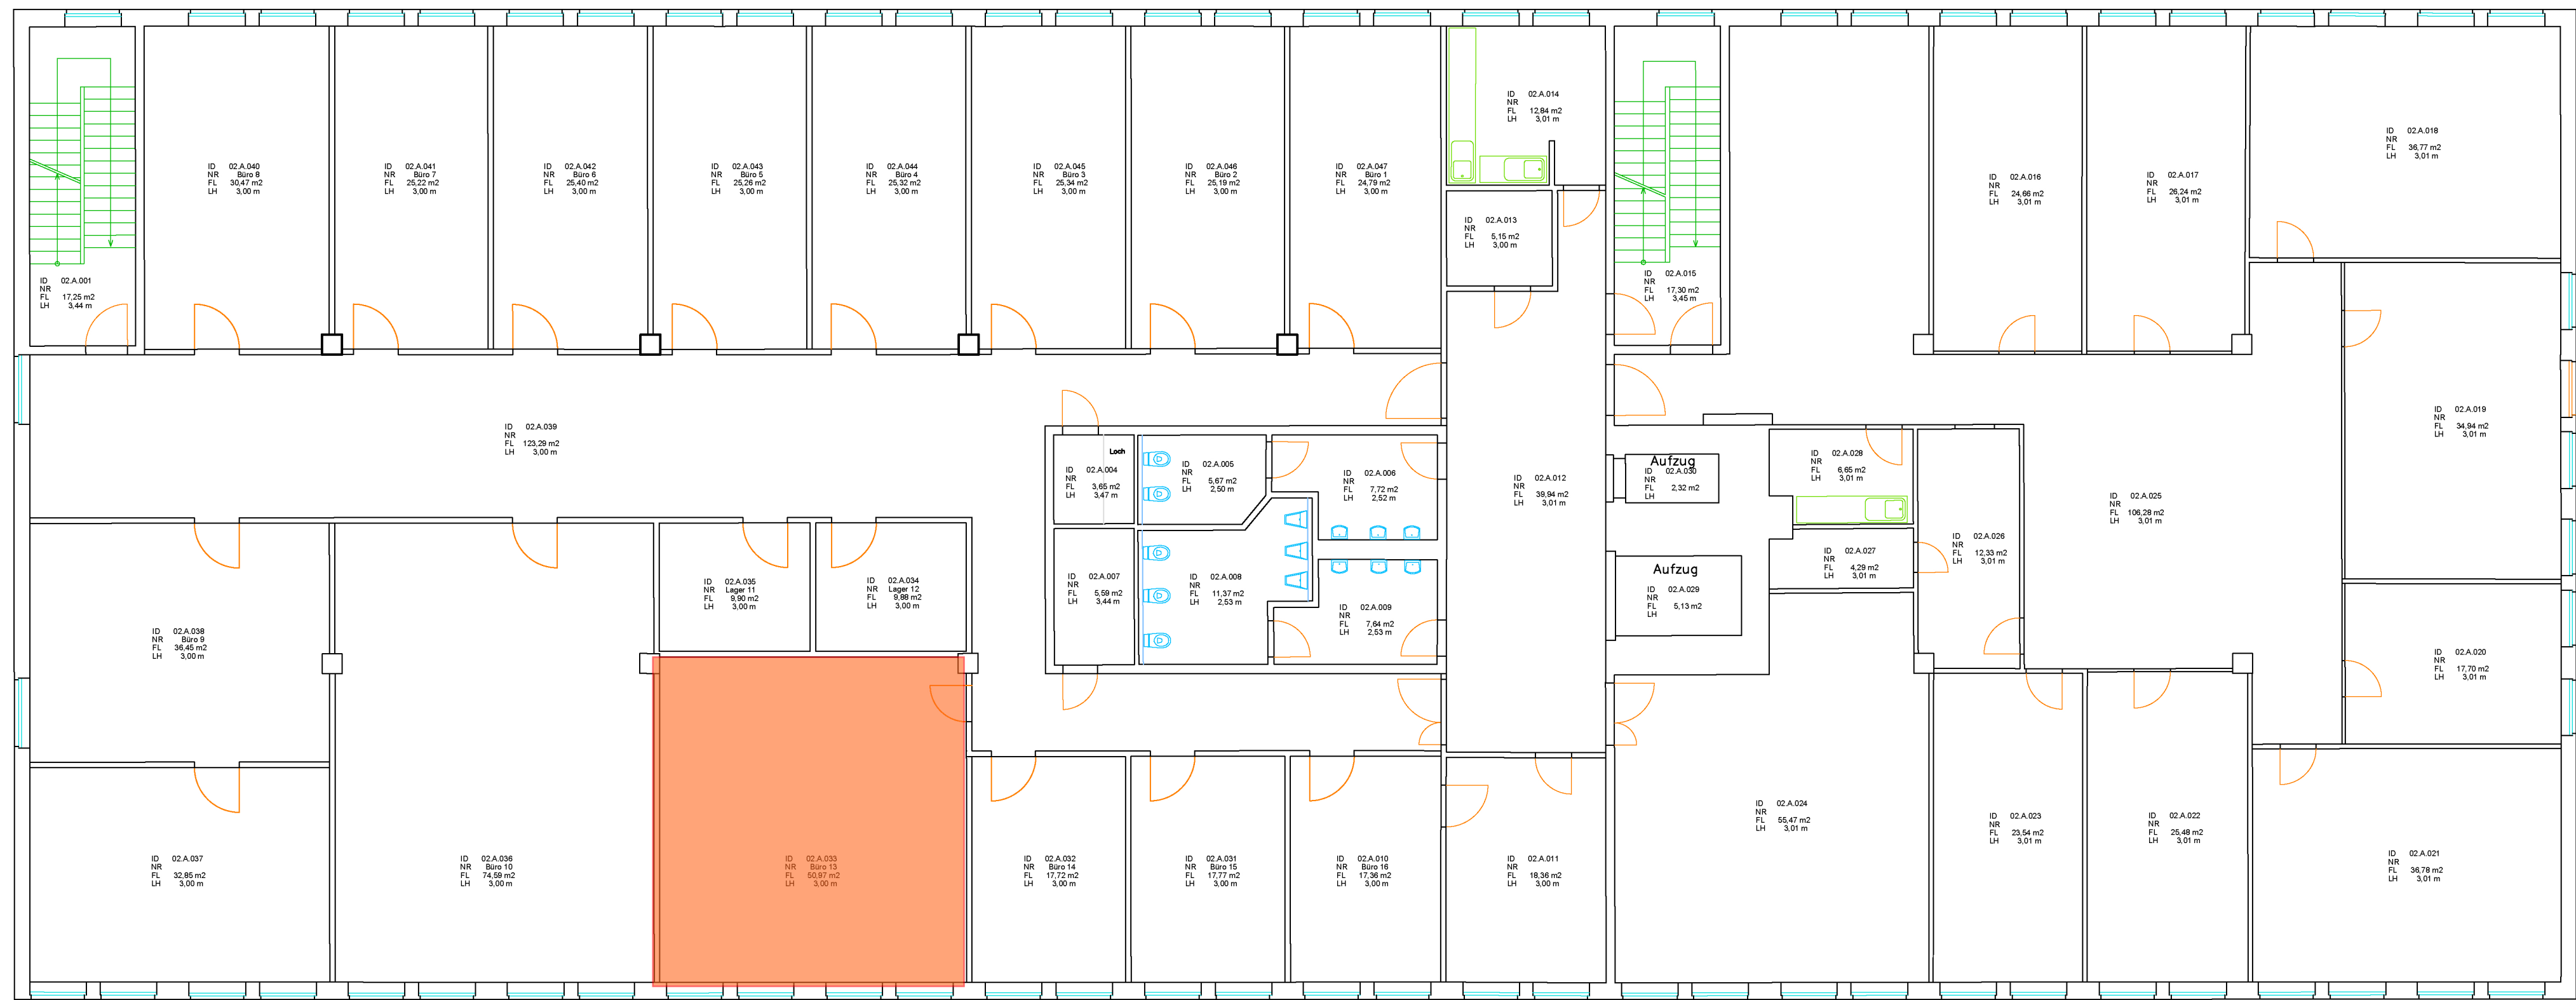 ID 02.A.001
NR
FL 17,25 m2
LH 3,44 m
ID 02.A.040
NR Büro 8
FL 30,47 m2
LH 3,00 m
ID 02.A.041
NR Büro 7
FL 25,22 m2
LH 3,00 m
ID 02.A.042
NR Büro 6
FL 25,40 m2
LH 3,00 m
ID 02.A.043
NR Büro 5
FL 25,26 m2
LH 3,00 m
ID 02.A.044
NR Büro 4
FL 25,32 m2
LH 3,00 m
ID 02.A.045
NR Büro 3
FL 25,34 m2
LH 3,00 m
ID 02.A.046
NR Büro 2
FL 25,19 m2
LH 3,00 m
ID 02.A.047
NR Büro 1
FL 24,79 m2
LH 3,00 m
ID 02.A.014
NR
FL 12,84 m2
LH 3,01 m
ID 02.A.013
NR
FL 5,15 m2
LH 3,00 m
ID 02.A.015
NR
FL 17,30 m2
LH 3,45 m
ID 02.A.016
NR
FL 24,66 m2
LH 3,01 m
ID 02.A.017
NR
FL 26,24 m2
LH 3,01 m
ID 02.A.018
NR
FL 36,77 m2
LH 3,01 m
ID 02.A.039
NR
FL 123,29 m2
LH 3,00 m
Loch
ID 02.A.004
NR
FL 3,65 m2
LH 3,47 m
ID 02.A.005
NR
FL 5,67 m2
LH 2,50 m
ID 02.A.006
NR
FL 7,72 m2
LH 2,52 m
ID 02.A.012
NR
FL 39,94 m2
LH 3,01 m
Aufzug
ID 02.A.030
NR
FL 2,32 m2
LH
ID 02.A.028
NR
FL 6,65 m2
LH 3,01 m
ID 02.A.025
NR
FL 106,28 m2
LH 3,01 m
ID 02.A.019
NR
FL 34,94 m2
LH 3,01 m
ID 02.A.035
NR Lager 11
FL 9,90 m2
LH 3,00 m
ID 02.A.034
NR Lager 12
FL 9,88 m2
LH 3,00 m
ID 02.A.007
NR
FL 5,59 m2
LH 3,44 m
ID 02.A.008
NR
FL 11,37 m2
LH 2,53 m
ID 02.A.009
NR
FL 7,64 m2
LH 2,53 m
Aufzug
ID 02.A.029
NR
FL 5,13 m2
LH
ID 02.A.027
NR
FL 4,29 m2
LH 3,01 m
ID 02.A.026
NR
FL 12,33 m2
LH 3,01 m
ID 02.A.038
NR Büro 9
FL 36,45 m2
LH 3,00 m
ID 02.A.020
NR
FL 17,70 m2
LH 3,01 m
ID 02.A.037
NR
FL 32,85 m2
LH 3,00 m
ID 02.A.036
NR Büro 10
FL 74,59 m2
LH 3,00 m
ID 02.A.033
NR Büro 13
FL 50,97 m2
LH 3,00 m
ID 02.A.032
NR Büro 14
FL 17,72 m2
LH 3,00 m
ID 02.A.031
NR Büro 15
FL 17,77 m2
LH 3,00 m
ID 02.A.010
NR Büro 16
FL 17,36 m2
LH 3,00 m
ID 02.A.011
NR
FL 18,36 m2
LH 3,00 m
ID 02.A.024
NR
FL 55,47 m2
LH 3,01 m
ID 02.A.023
NR
FL 23,54 m2
LH 3,01 m
ID 02.A.022
NR
FL 25,48 m2
LH 3,01 m
ID 02.A.021
NR
FL 36,78 m2
LH 3,01 m